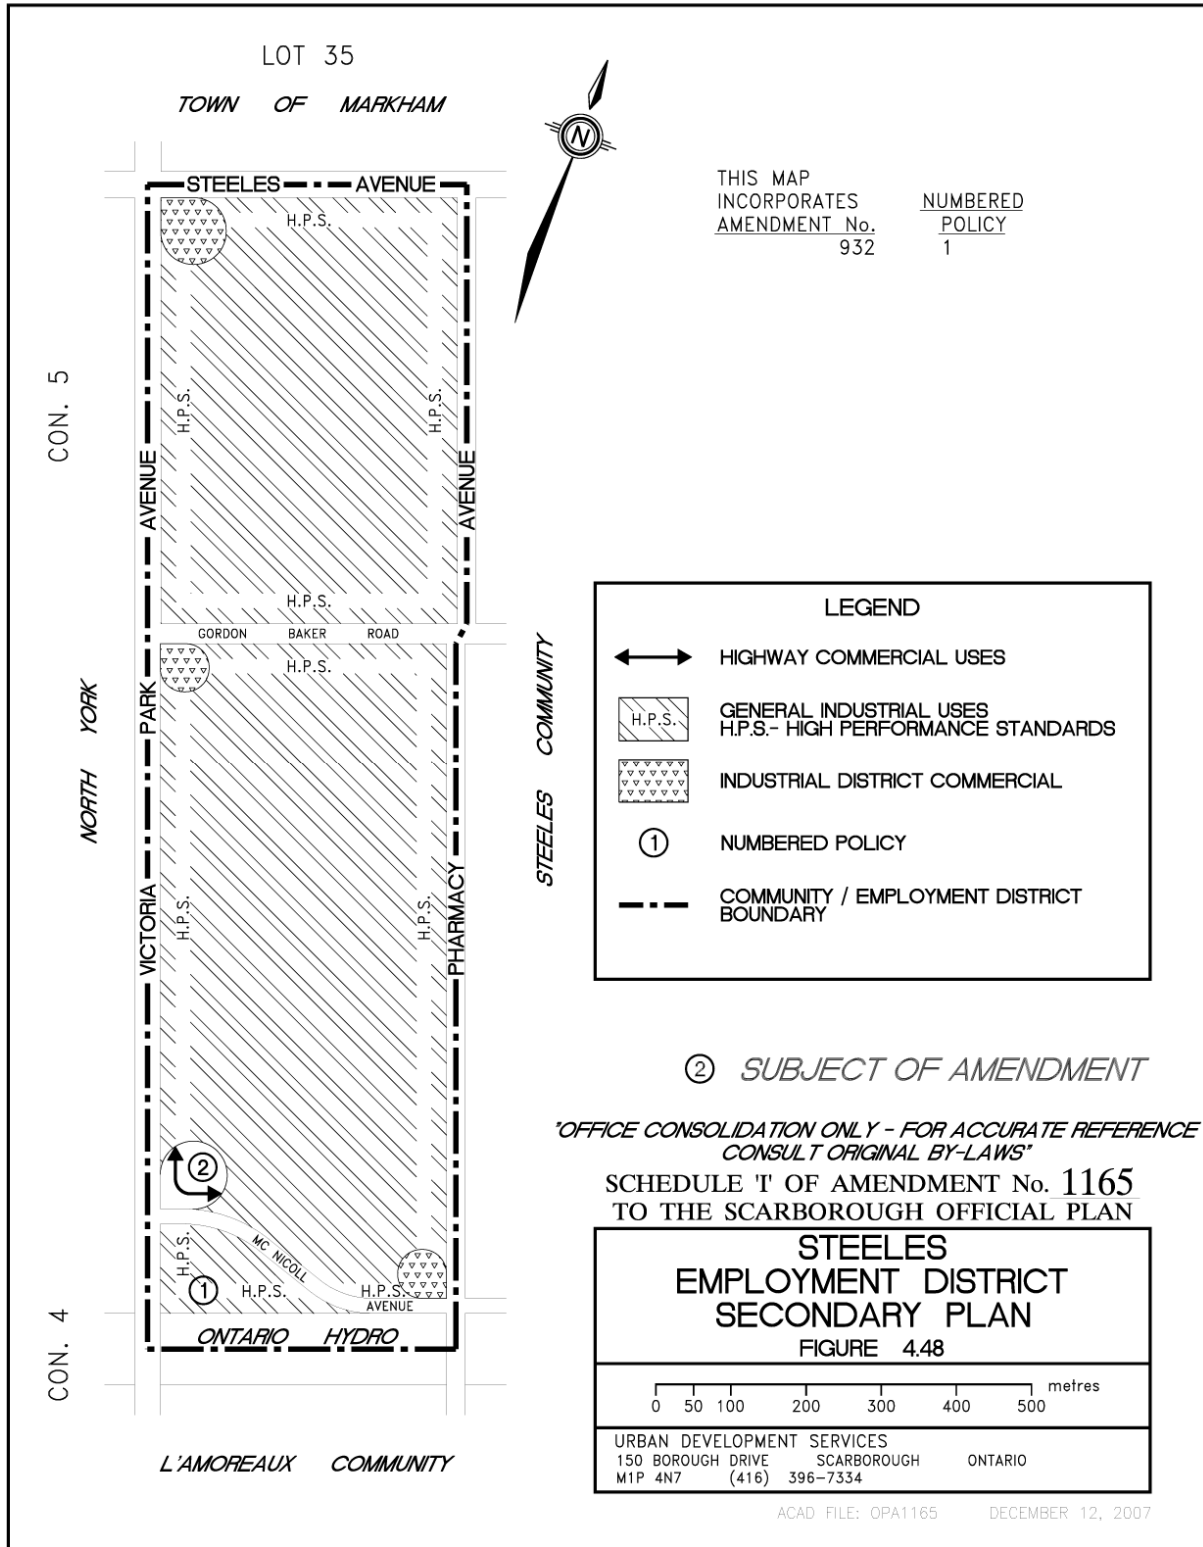 LOT 35
TOWN OF MARKHAM
N
THIS MAP
INCORPORATES NUMBERED
AMENDMENT No. POLICY
932 1
STEELES AVENUE
H.P.S.
CON. 5
H.P.S.
H.P.S.
AVENUE
AVENUE
H.P.S.
GORDON BAKER ROAD
H.P.S.
NORTH YORK
PARK
STEELES COMMUNITY
VICTORIA
H.P.S.
H.P.S.
PHARMACY
LEGEND
HIGHWAY COMMERCIAL USES
H.P.S.
GENERAL INDUSTRIAL USES
H.P.S.- HIGH PERFORMANCE STANDARDS
INDUSTRIAL DISTRICT COMMERCIAL
1 NUMBERED POLICY
COMMUNITY / EMPLOYMENT DISTRICT
BOUNDARY
2 SUBJECT OF AMENDMENT
"OFFICE CONSOLIDATION ONLY - FOR ACCURATE REFERENCE
CONSULT ORIGINAL BY-LAWS"
SCHEDULE 'I' OF AMENDMENT No. 1165
TO THE SCARBOROUGH OFFICIAL PLAN
2
H.P.S.
MC NICOLL
1
H.P.S.
H.P.S.
AVENUE
ONTARIO HYDRO
CON. 4
L'AMOREAUX COMMUNITY
STEELES
EMPLOYMENT DISTRICT
SECONDARY PLAN
FIGURE 4.48
metres
0 50 100 200 300 400 500
URBAN DEVELOPMENT SERVICES
150 BOROUGH DRIVE SCARBOROUGH ONTARIO
M1P 4N7 (416) 396-7334
ACAD FILE: OPA1165 DECEMBER 12, 2007